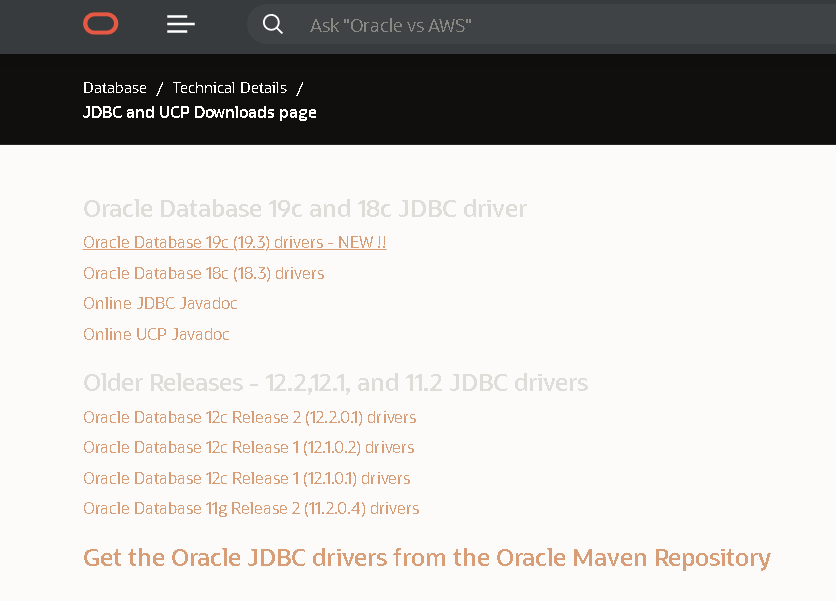 Ask "Oracle vs AWS"
Database / Technical Details /
JDBC and UCP Downloads page
Oracle Database 19c and 18c JDBC driver
Oracle Database 19c (19.3) drivers - NEW !!
Oracle Database 18c (18.3) drivers
Online JDBC Javadoc
Online UCP Javadoc
Older Releases - 12.2,12.1, and 11.2 JDBC drivers
Oracle Database 12c Release 2 (12.2.0.1) drivers
Oracle Database 12c Release 1 (12.1.0.2) drivers
Oracle Database 12c Release 1 (12.1.0.1) drivers
Oracle Database 11g Release 2 (11.2.0.4) drivers
Get the Oracle JDBC drivers from the Oracle Maven Repository